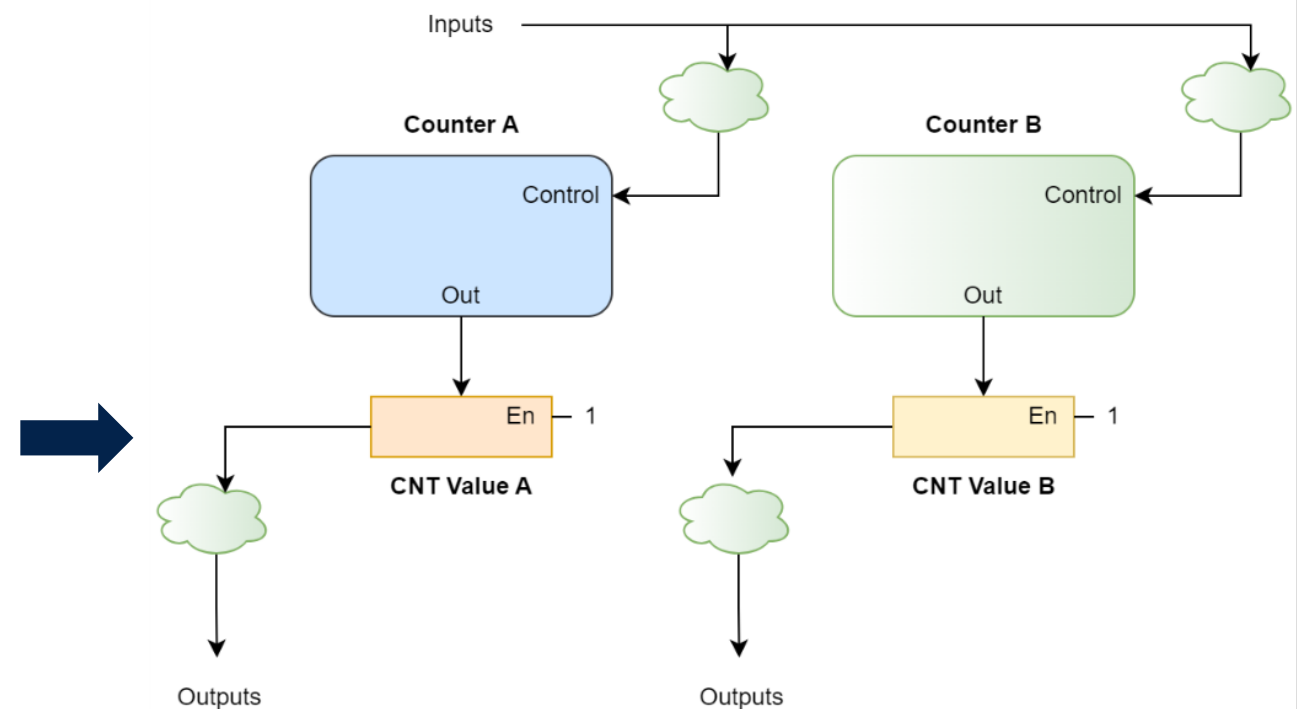 Inputs
Counter A
Counter B
Control
Control
Out
Out
En
1
En
1
CNT Value A
CNT Value B
Outputs
Outputs